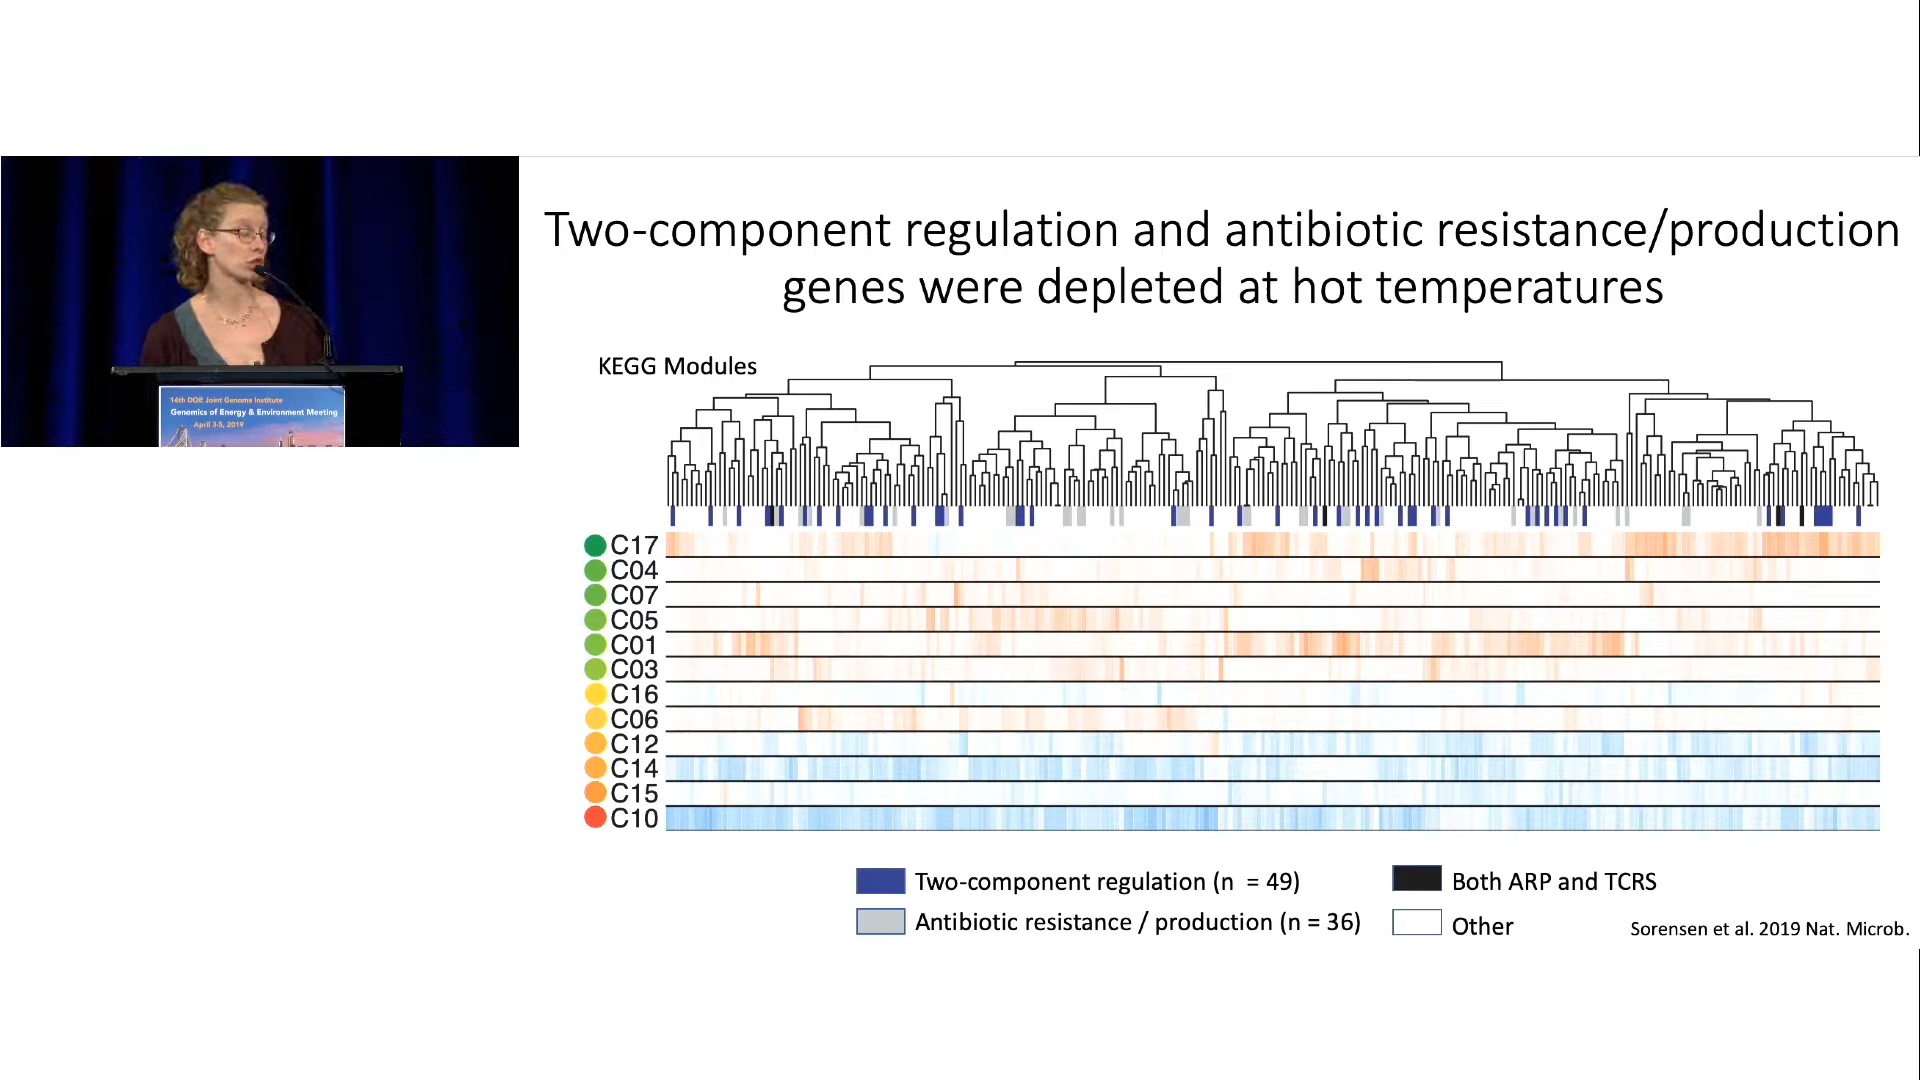 14th DOE Joint Genome Institute
Genomics of Energy & Environment Meeting
April 3-5, 2019
Two-component regulation and antibiotic resistance/production
genes were depleted at hot temperatures
KEGG Modules
C17
C04
C07
C05
C01
C03
C16
C06
C12
C14
C15
C10
Two-component regulation (n = 49)
Both ARP and TCRS
Antibiotic resistance / production (n = 36)
Other
Sorensen et al. 2019 Nat. Microb.